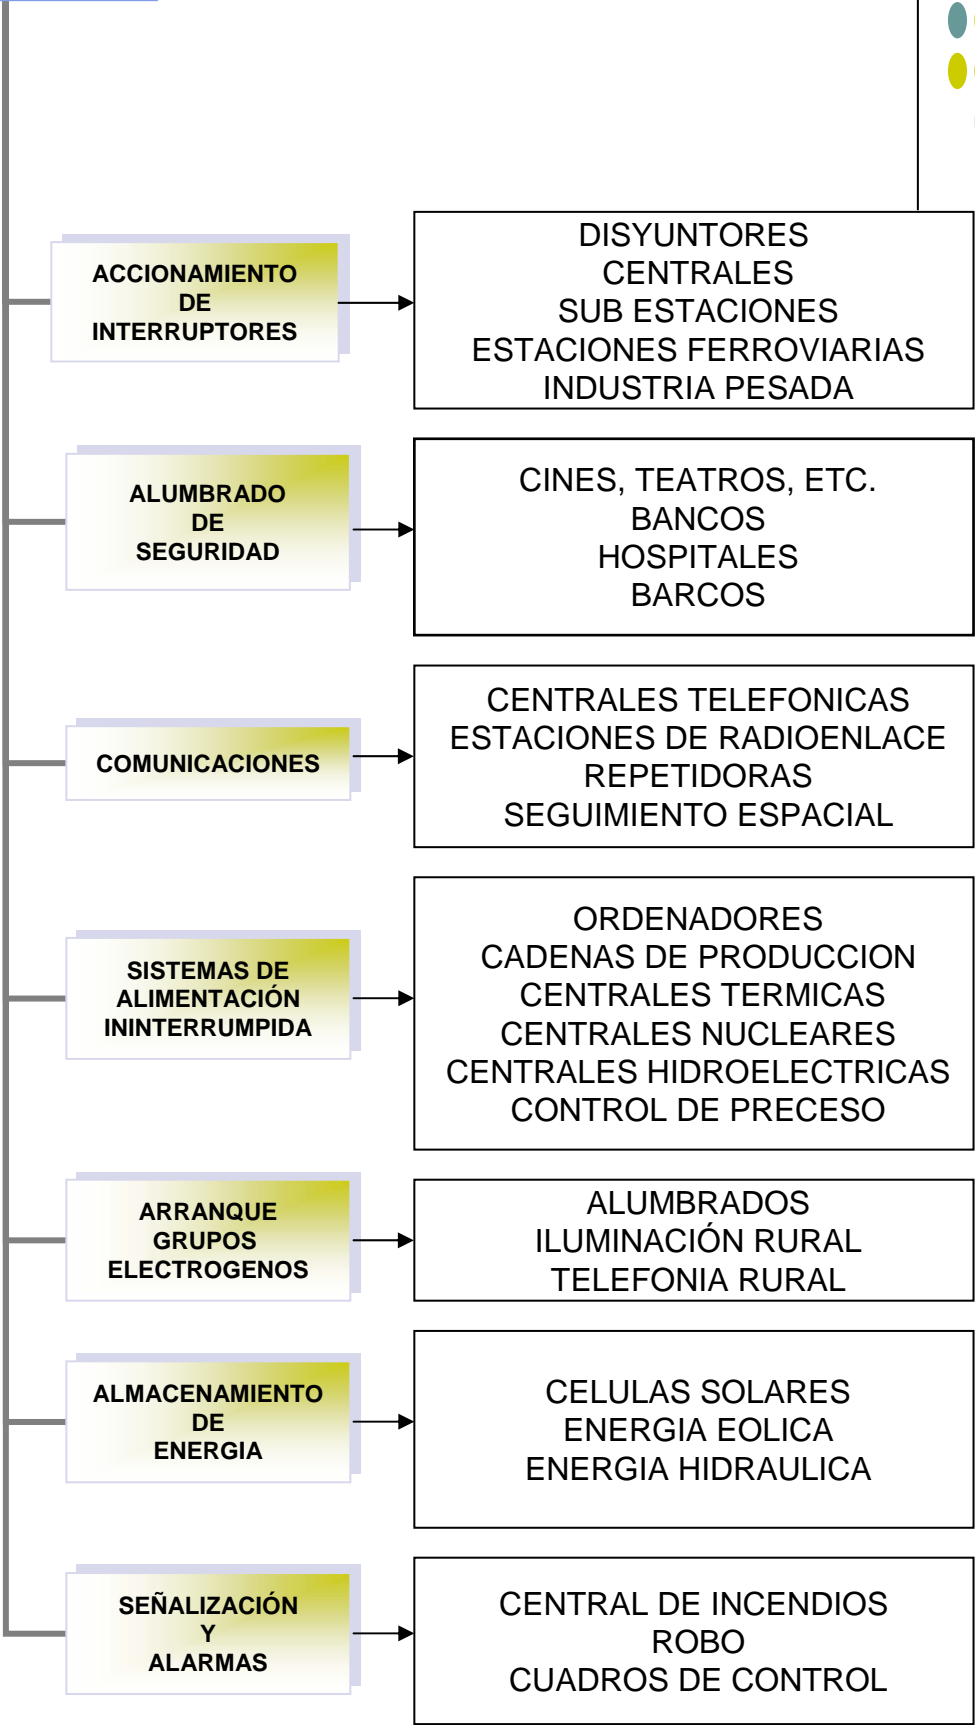 ACCIONAMIENTO
DE
INTERRUPTORES
DISYUNTORES
CENTRALES
SUB ESTACIONES
ESTACIONES FERROVIARIAS
INDUSTRIA PESADA
ALUMBRADO
DE
SEGURIDAD
CINES, TEATROS, ETC.
BANCOS
HOSPITALES
BARCOS
COMUNICACIONES
CENTRALES TELEFONICAS
ESTACIONES DE RADIOENLACE
REPETIDORAS
SEGUIMIENTO ESPACIAL
SISTEMAS DE
ALIMENTACIÓN
ININTERRUMPIDA
ORDENADORES
CADENAS DE PRODUCCION
CENTRALES TERMICAS
CENTRALES NUCLEARES
CENTRALES HIDROELECTRICAS
CONTROL DE PRECESO
ARRANQUE
GRUPOS
ELECTROGENOS
ALUMBRADOS
ILUMINACIÓN RURAL
TELEFONIA RURAL
ALMACENAMIENTO
DE
ENERGIA
CELULAS SOLARES
ENERGIA EOLICA
ENERGIA HIDRAULICA
SEÑALIZACIÓN
Y
ALARMAS
CENTRAL DE INCENDIOS
ROBO
CUADROS DE CONTROL